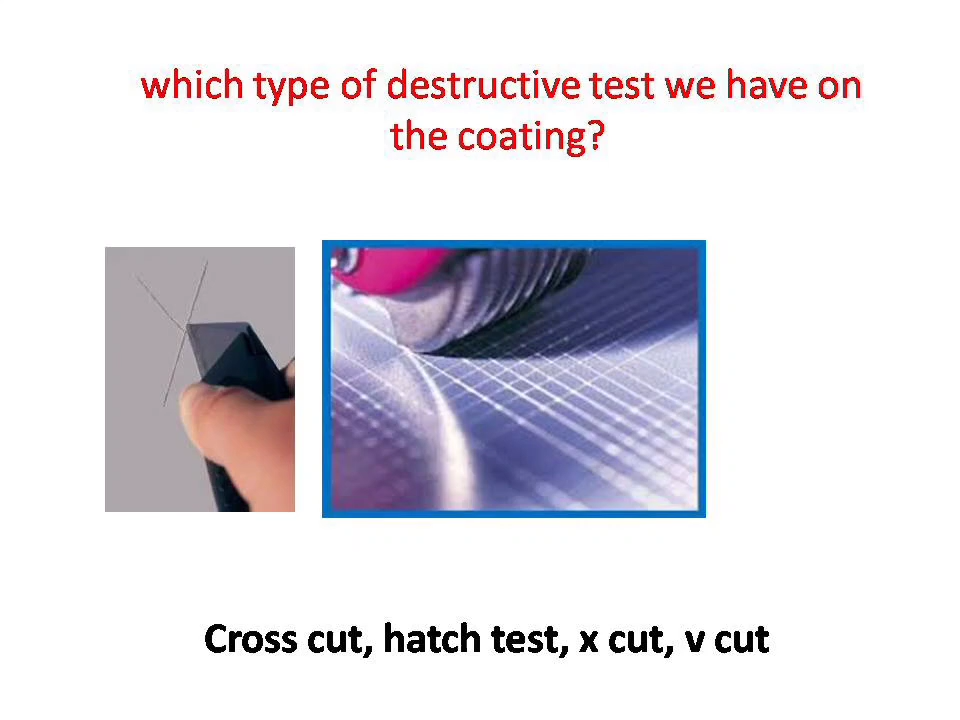 which type of destructive test we have on
the coating?
Cross cut, hatch test, x cut, v cut